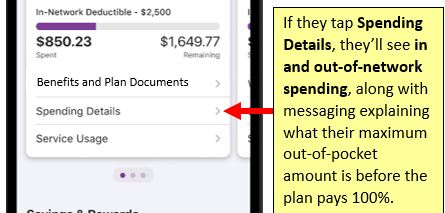 In-Network Deductible - $2,500
$850.23 $1,649.77
Spent Remaining
Benefits and Plan Documents
Spending Details
Service Usage
Savings & Rewards
If they tap Spending
Details, they’ll see in
and out-of-network
spending, along with
messaging explaining
what their maximum
out-of-pocket
amount is before the
plan pays 100%.